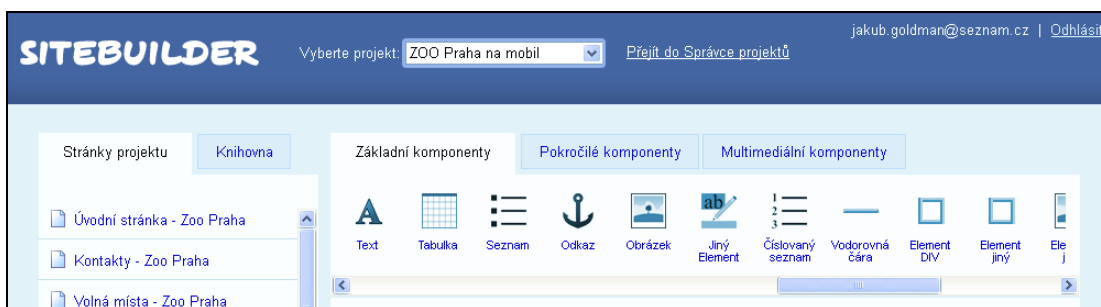 jakub.goldman@seznam.cz | Odhlásit
SITEBUILDER
Vyberte projekt: ZOO Praha na mobil
Přejít do Správce projektů
Stránky projektu
Knihovna
Základní komponenty
Pokročilé komponenty
Multimediální komponenty
Úvodní stránka - Zoo Praha
Kontakty - Zoo Praha
Volná místa - Zoo Praha
Text
Tabulka
Seznam
Odkaz
Obrázek
Jiný
Element
Číslovaný
seznam
Vodorovná
čára
Element
DIV
Element
jiný
Ele
j